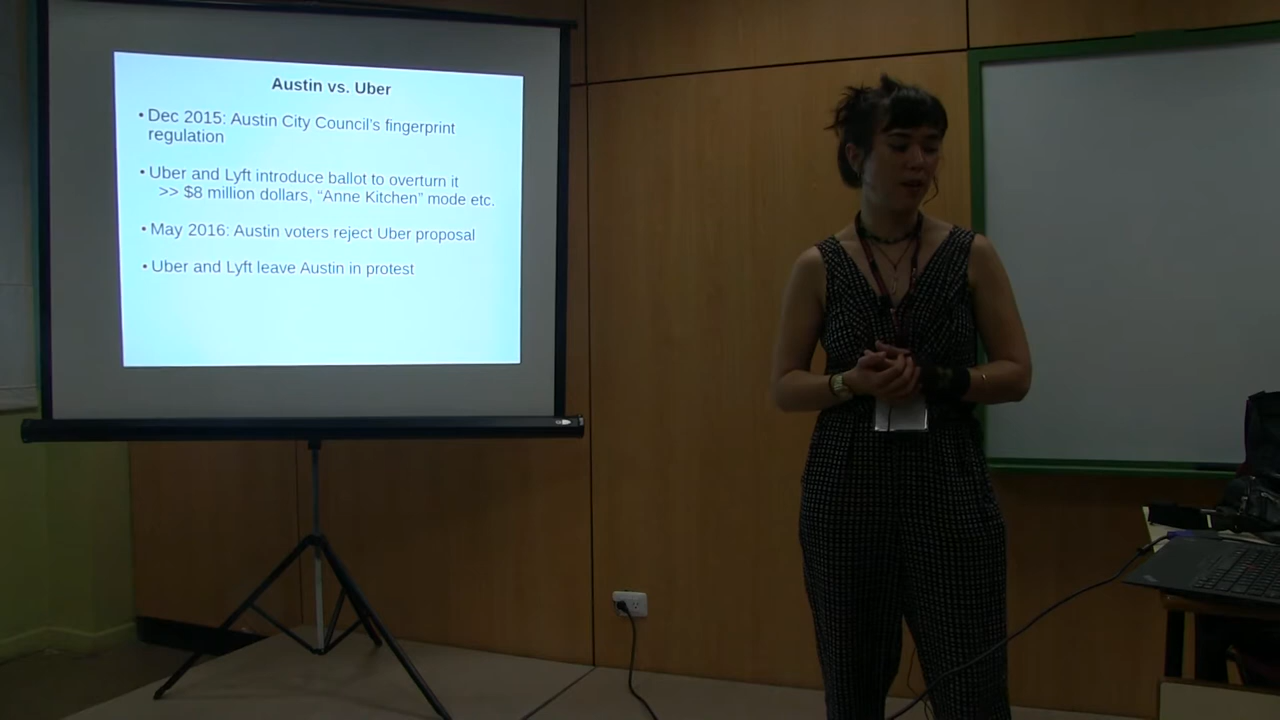 Austin vs. Uber
• Dec 2015: Austin City Council's fingerprint
regulation
• Uber and Lyft introduce ballot to overturn it
>> $8 million dollars, “Anne Kitchen” mode etc.
• May 2016: Austin voters reject Uber proposal
• Uber and Lyft leave Austin in protest